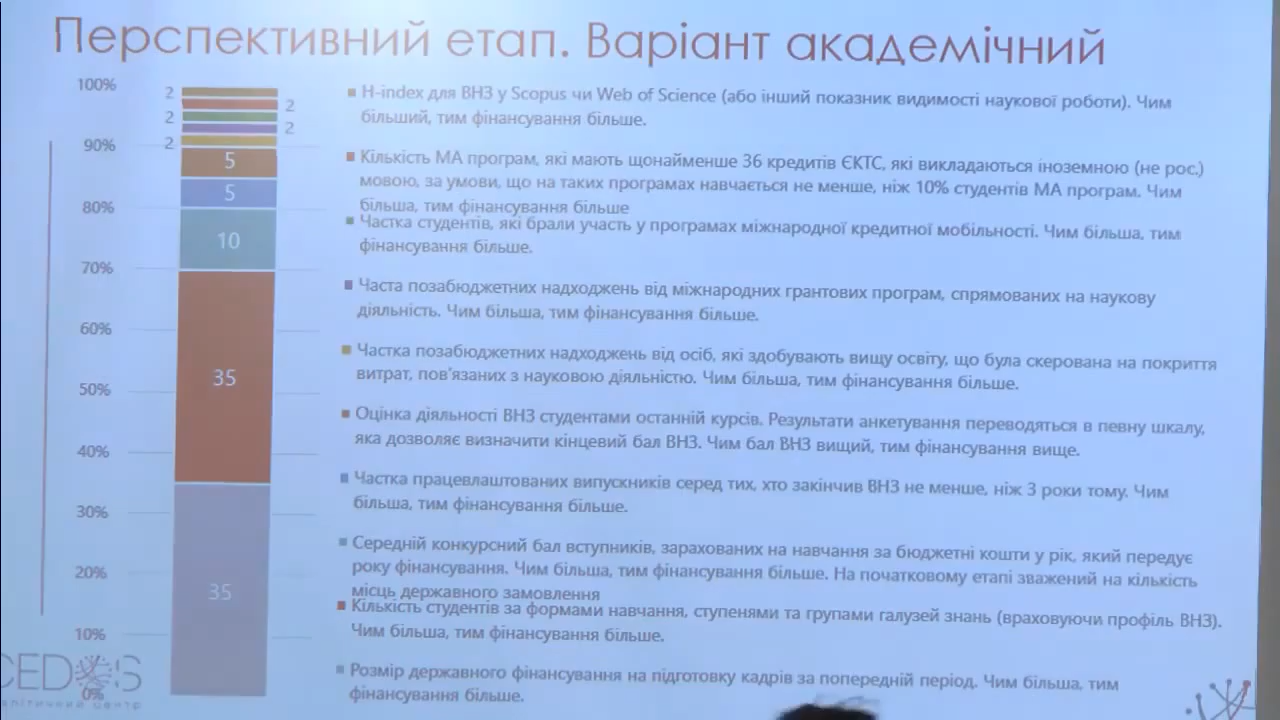 Перспективний етап. Варіант академічний
100%
90%
80%
70%
60%
50%
40%
30%
20%
10%
0%
2
2
2
2
2
5
5
10
35
35
H-index для ВНЗ у Scopus чи Web of Science (або інший показник видимості наукової роботи). Чим
більший, тим фінансування більше.
Кількість МА програм, які мають щонайменше 36 кредитів ЄКТС, які викладаються іноземною (не рос.)
мовою, за умови, що на таких програмах навчається не менше, ніж 10% студентів МА програм. Чим
більша, тим фінансування більше
Частка студентів, які брали участь у програмах міжнародної кредитної мобільності. Чим більша, тим
фінансування більше.
Часта позабюджетних надходжень від міжнародних грантових програм, спрямованих на наукову
діяльність. Чим більша, тим фінансування більше.
Частка позабюджетних надходжень від осіб, які здобувають вищу освіту, що була скерована на покриття
витрат, пов'язаних з науковою діяльністю. Чим більша, тим фінансування більше.
Оцінка діяльності ВНЗ студентами останній курсів. Результати анкетування переводяться в певну шкалу,
яка дозволяє визначити кінцевий бал ВНЗ. Чим бал ВНЗ вищий, тим фінансування вище.
Частка працевлаштованих випускників серед тих, хто закінчив ВНЗ не менше, ніж 3 роки тому. Чим
більша, тим фінансування більше.
Середній конкурсний бал вступників, зарахованих на навчання за бюджетні кошти у рік, який передує
року фінансування. Чим більша, тим фінансування більше. На початковому етапі зважений на кількість
місць державного замовлення
Кількість студентів за формами навчання, ступенями та групами галузей знань (враховуючи профіль ВНЗ).
Чим більша, тим фінансування більше.
Розмір державного фінансування на підготовку кадрів за попередній період. Чим більша, тим
фінансування більше.
CEDOS
центр